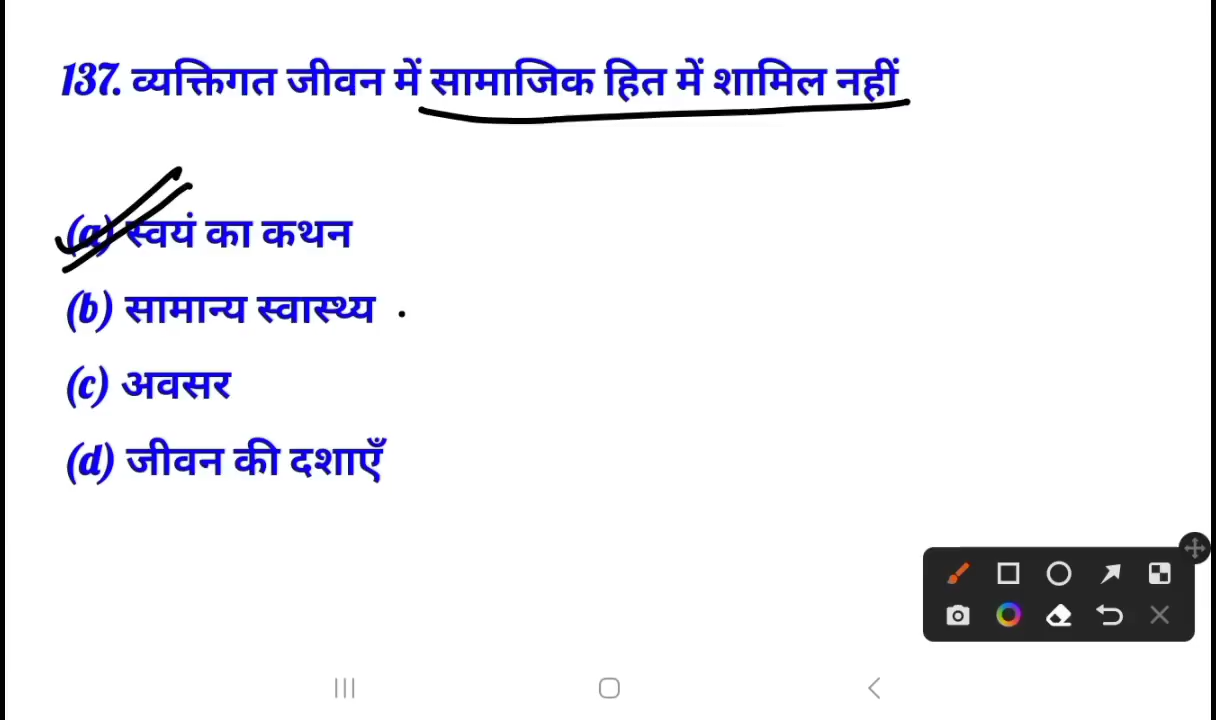 137. व्यक्तिगत जीवन में सामाजिक हित में शामिल नहीं
(a) स्वयं का कथन
(b) सामान्य स्वास्थ्य
(c) अवसर
(d) जीवन की दशाएँ